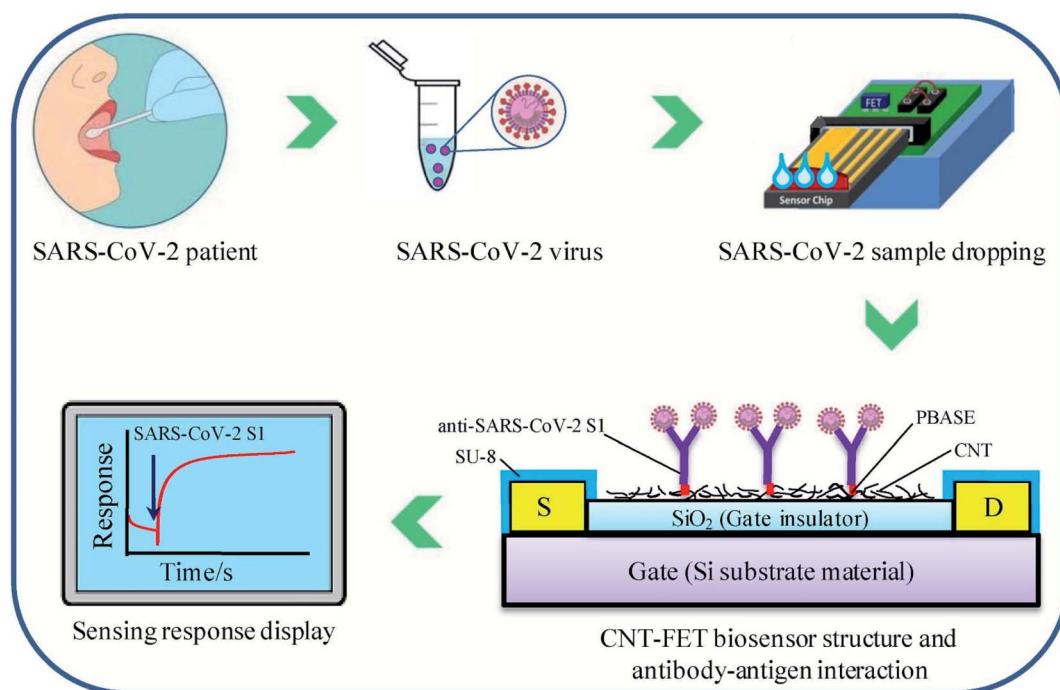 FET
Sensor Chip
SARS-CoV-2 patient
SARS-CoV-2 virus
SARS-CoV-2 sample dropping
SARS-CoV-2 S1
Response
Time/s
Sensing response display
anti-SARS-CoV-2 S1
SU-8
PBASE
CNT
S
D
SiO₂ (Gate insulator)
Gate (Si substrate material)
CNT-FET biosensor structure and
antibody-antigen interaction